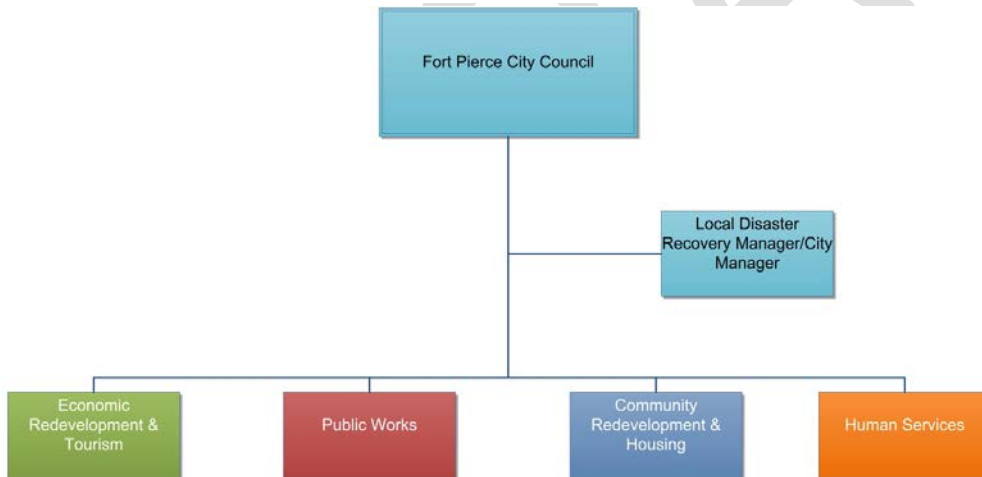 Fort Pierce City Council
Local Disaster
Recovery Manager/City
Manager
Economic
Redevelopment &
Tourism
Public Works
Community
Redevelopment &
Housing
Human Services